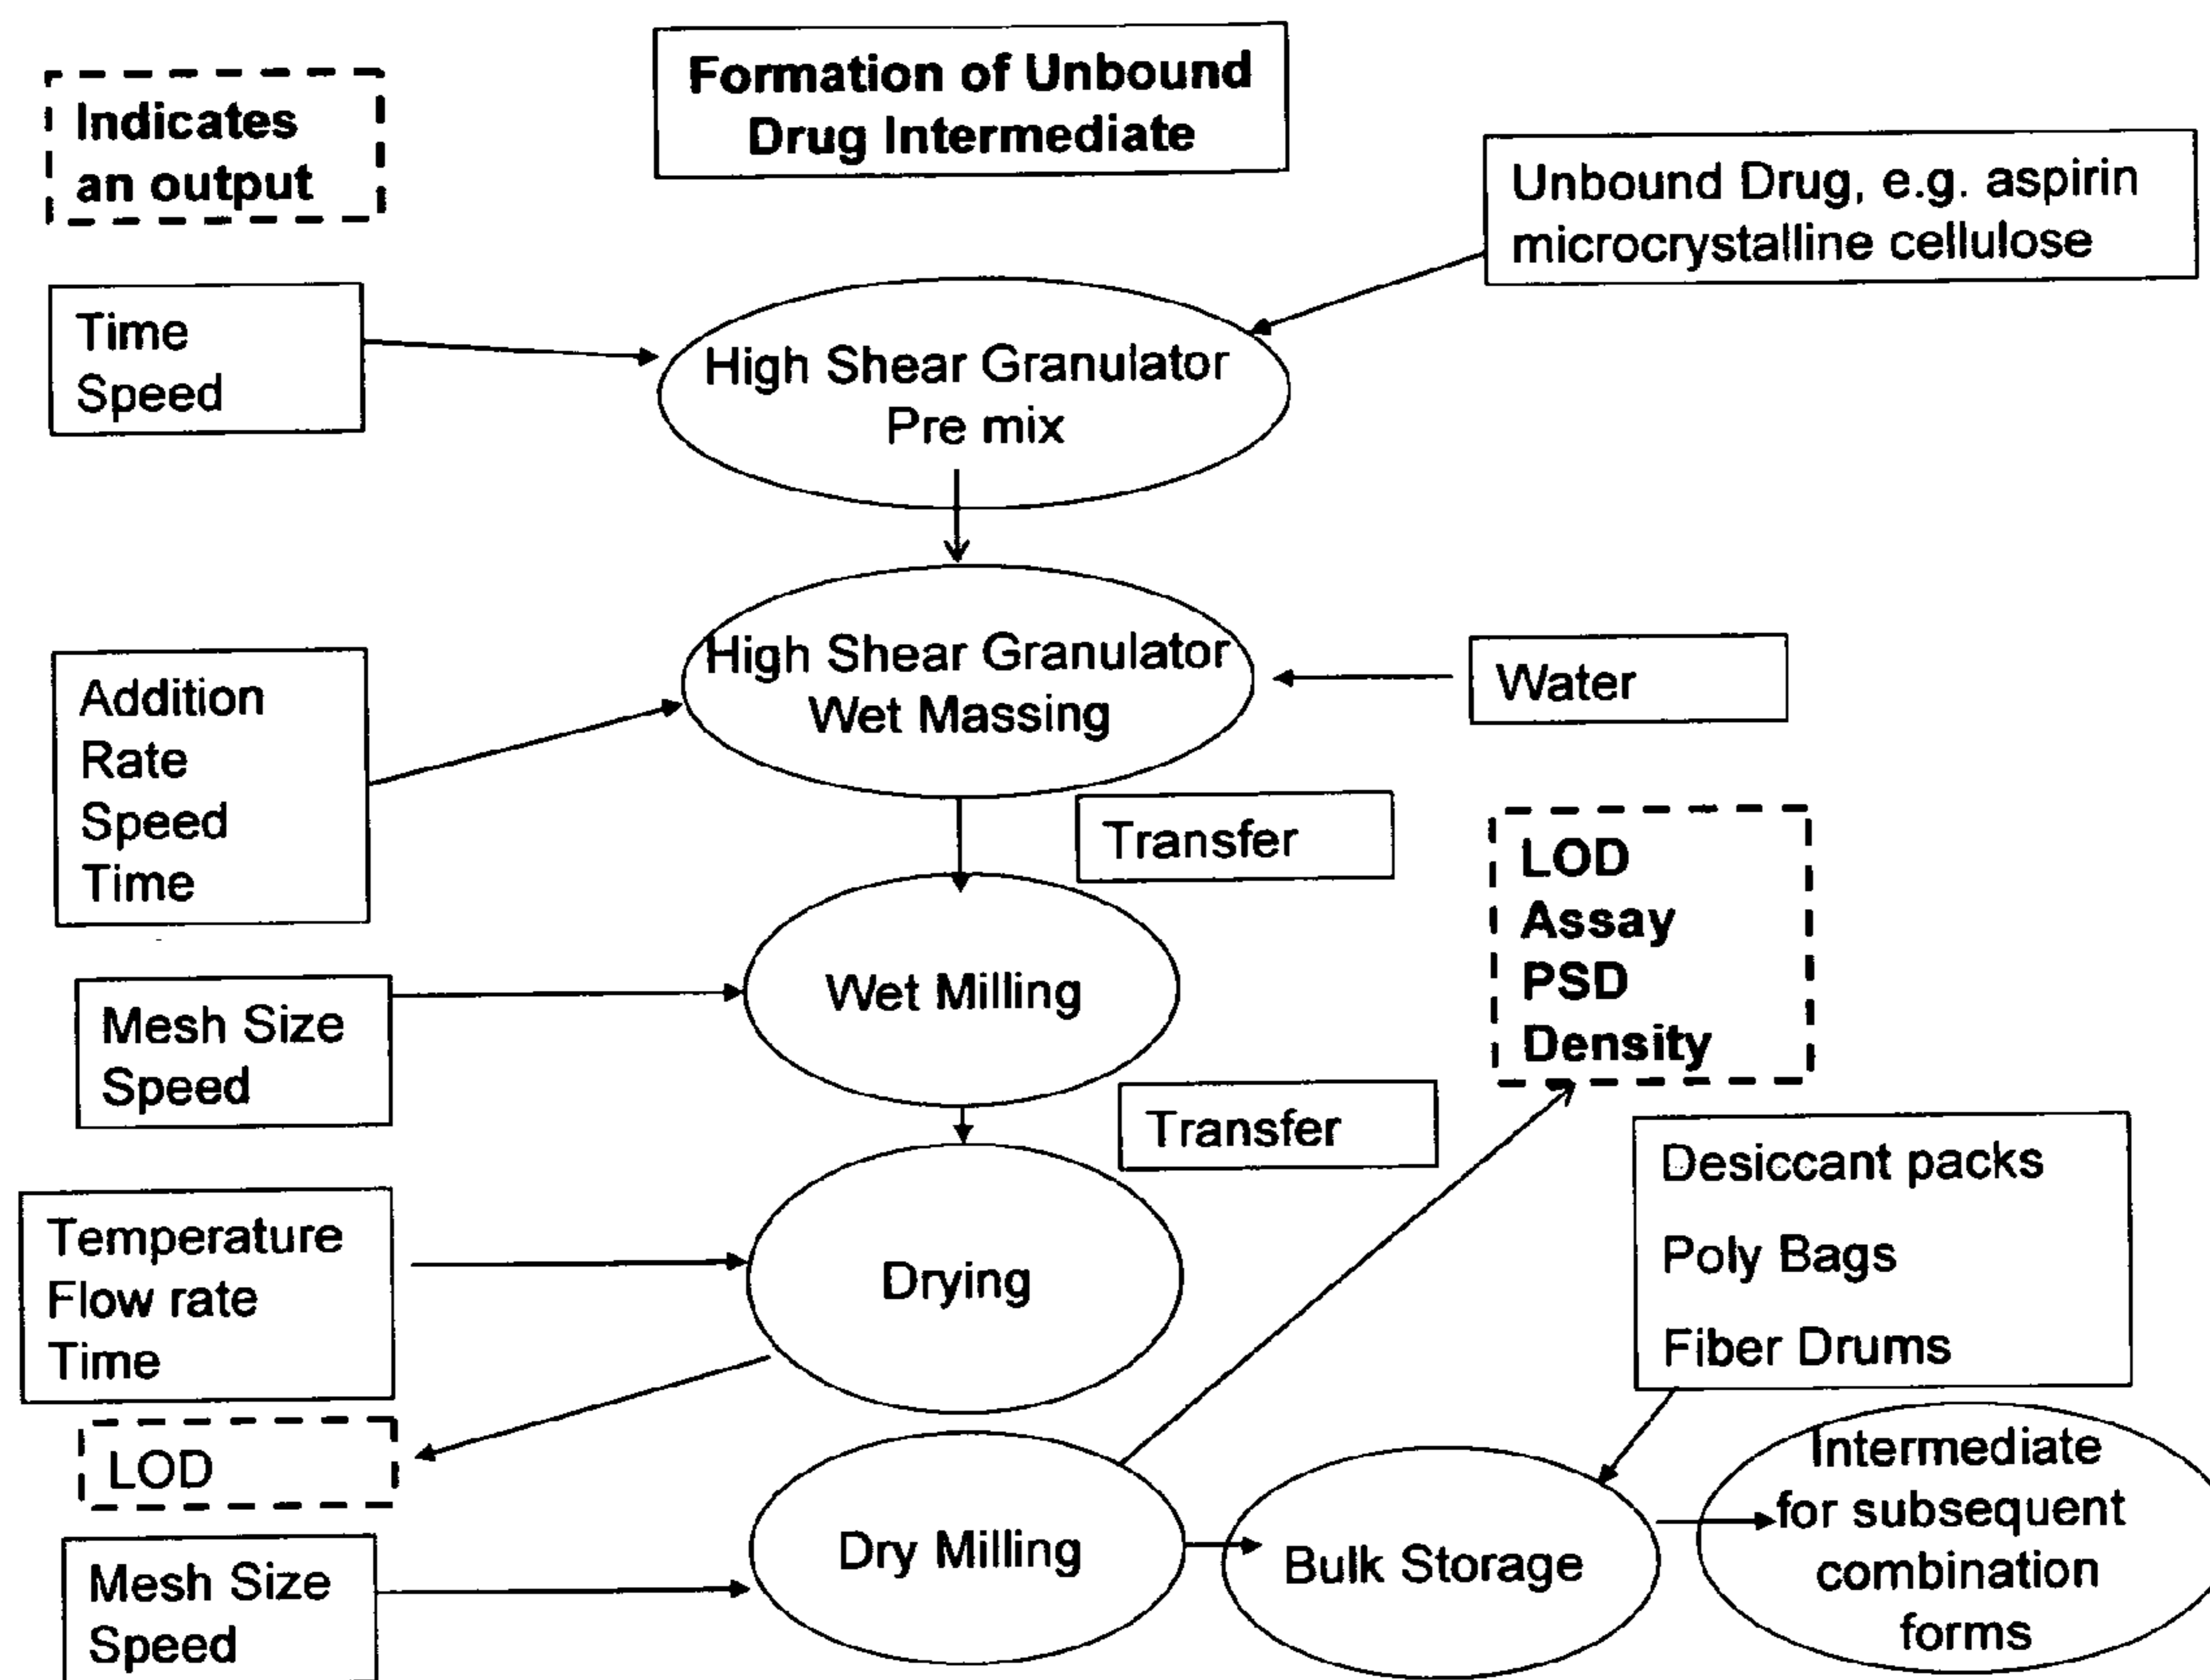 Formation of Unbound
Drug Intermediate
Indicates
an output
Unbound Drug, e.g. aspirin
microcrystalline cellulose
Time
Speed
High Shear Granulator
Pre mix
Addition
Rate
Speed
Time
High Shear Granulator
Wet Massing
Water
Transfer
LOD
Assay
PSD
Density
Mesh Size
Speed
Wet Milling
Transfer
Desiccant packs
Poly Bags
Fiber Drums
Temperature
Flow rate
Time
Drying
LOD
Mesh Size
Speed
Dry Milling
Bulk Storage
Intermediate
for subsequent
combination
forms